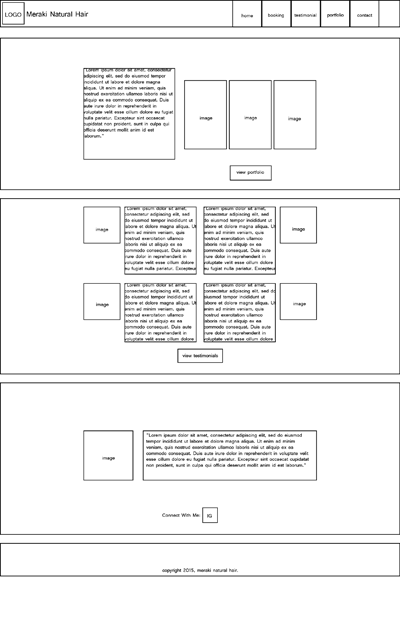 LOGO Meraki Natural Hair home booking testimonial portfolio contact
"Lorem ipsum dolor sit amet, consectetur
adipiscing elit, sed do eiusmod tempor
incididunt ut labore et dolore magna
aliqua. Ut enim ad minim veniam, quis
nostrud exercitation ullamco laboris nisi ut
aliquip ex ea commodo consequat. Duis
aute irure dolor in reprehenderit in
voluptate velit esse cillum dolore eu fugiat
nulla pariatur. Excepteur sint occaecat
cupidatat non proident, sunt in culpa qui
officia deserunt mollit anim id est
laborum."
image
image
image
view portfolio
image
"Lorem ipsum dolor sit amet,
consectetur adipiscing elit, sed
do eiusmod tempor incididunt ut
labore et dolore magna aliqua. Ut
enim ad minim veniam, quis
nostrud exercitation ullamco
laboris nisi ut aliquip ex ea
commodo consequat. Duis aute
irure dolor in reprehenderit in
voluptate velit esse cillum dolore
eu fugiat nulla pariatur. Excepteur
"Lorem ipsum dolor sit amet,
consectetur adipiscing elit, sed
do eiusmod tempor incididunt ut
labore et dolore magna aliqua. Ut
enim ad minim veniam, quis
nostrud exercitation ullamco
laboris nisi ut aliquip ex ea
commodo consequat. Duis aute
irure dolor in reprehenderit in
voluptate velit esse cillum dolore
eu fugiat nulla pariatur. Excepteur
image
image
"Lorem ipsum dolor sit amet,
consectetur adipiscing elit, sed
do eiusmod tempor incididunt ut
labore et dolore magna aliqua. Ut
enim ad minim veniam, quis
nostrud exercitation ullamco
laboris nisi ut aliquip ex ea
commodo consequat. Duis aute
irure dolor in reprehenderit in
voluptate velit esse cillum dolore
"Lorem ipsum dolor sit amet,
consectetur adipiscing elit, sed do
eiusmod tempor incididunt ut
labore et dolore magna aliqua. Ut
enim ad minim veniam, quis
nostrud exercitation ullamco
laboris nisi ut aliquip ex ea
commodo consequat. Duis aute
irure dolor in reprehenderit in
voluptate velit esse cillum dolore
image
view testimonials
image
"Lorem ipsum dolor sit amet, consectetur adipiscing elit, sed do eiusmod
tempor incididunt ut labore et dolore magna aliqua. Ut enim ad minim
veniam, quis nostrud exercitation ullamco laboris nisi ut aliquip ex ea
commodo consequat. Duis aute irure dolor in reprehenderit in voluptate velit
esse cillum dolore eu fugiat nulla pariatur. Excepteur sint occaecat cupidatat
non proident, sunt in culpa qui officia deserunt mollit anim id est laborum."
Connect With Me: IG
copyright 2015, meraki natural hair.